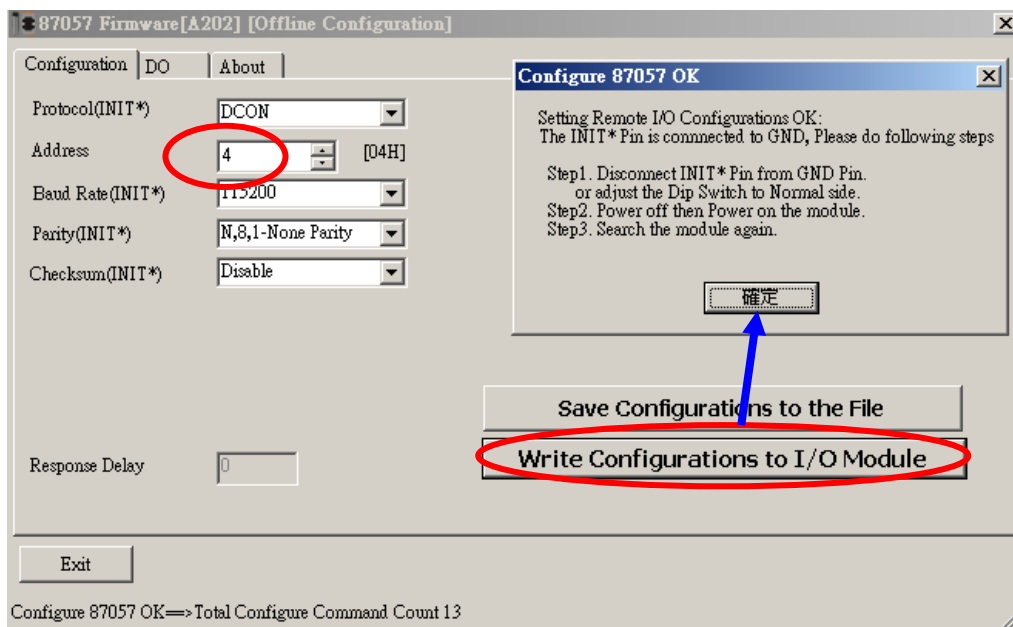 87057 Firmware[A202] [Offline Configuration]
Configuration DO About
Protocol(INIT*) DCON
Address 4 [04H]
Baud Rate(INIT*) 115200
Parity(INIT*) N,8,1-None Parity
Checksum(INIT*) Disable
Configure 87057 OK
Setting Remote I/O Configurations OK:
The INIT* Pin is commnected to GND, Please do following steps
Step1. Disconnect INIT* Pin from GND Pin.
or adjust the Dip Switch to Normal side.
Step2. Power off then Power on the module.
Step3. Search the module again.
確定
Save Configurations to the File
Write Configurations to I/O Module
Response Delay 0
Exit
Configure 87057 OK==>Total Configure Command Count 13